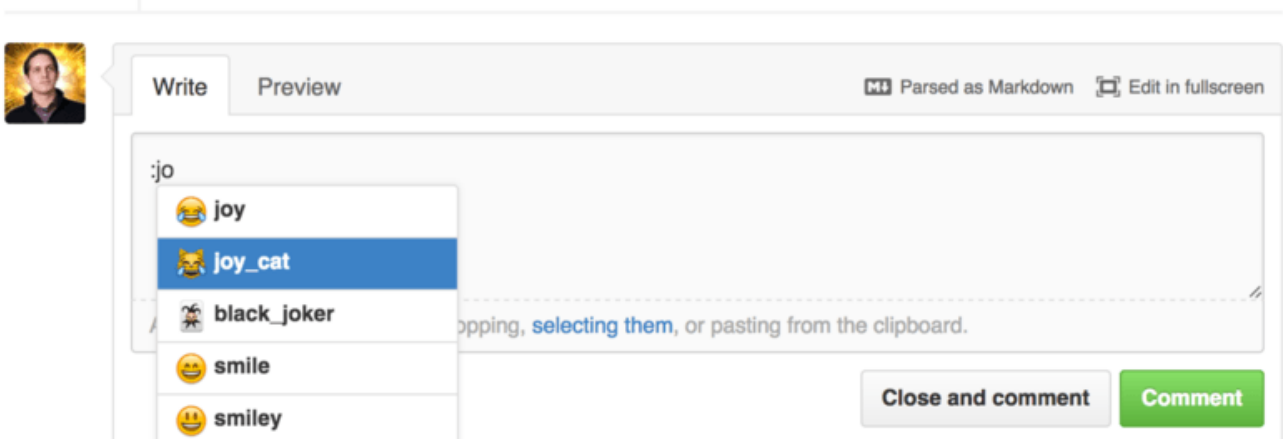 Write Preview Parsed as Markdown Edit in fullscreen
:jo
joy
joy_cat
black_joker
opping, selecting them, or pasting from the clipboard.
smile
smiley
Close and comment Comment